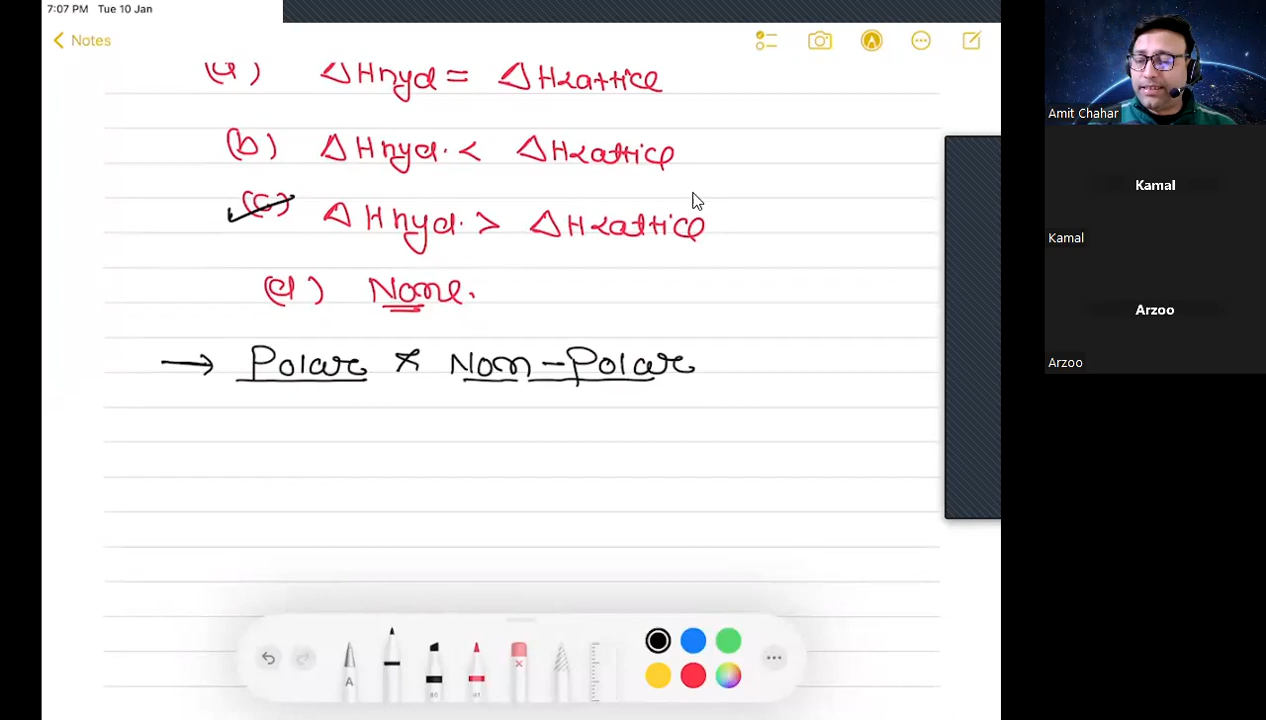 7:07 PM Tue 10 Jan
Notes
(a) ΔHhyd = ΔHLattice
(b) ΔHhyd. < ΔHLattice
(c) ΔHhyd. > ΔHLattice
(d) None.
→ Polar × Non-Polar
Amit Chahar
Kamal
Kamal
Arzoo
Arzoo
A
80